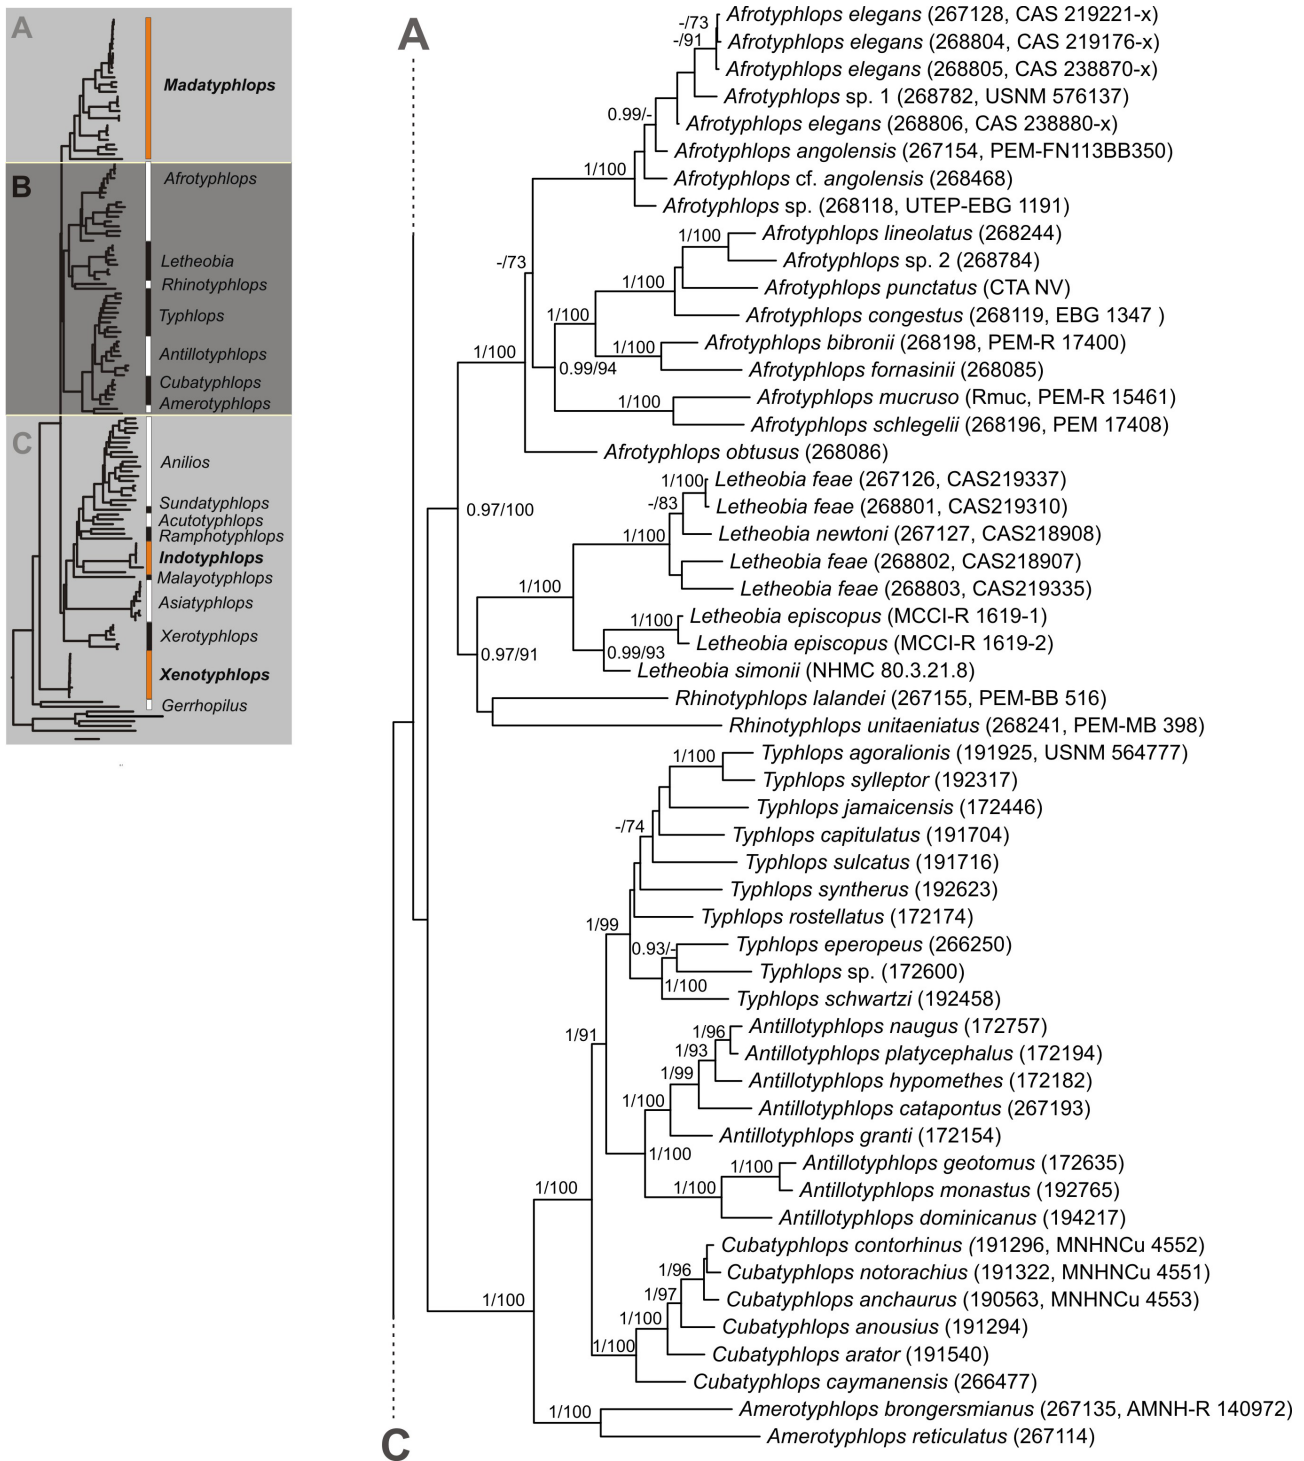 A
Madatyphlops
B
Afrotyphlops
Letheobia
Rhinotyphlops
Typhlops
Antillotyphlops
Cubatyphlops
Amerotyphlops
C
Anilios
Sundatyphlops
Acutotyphlops
Ramphotyphlops
Indotyphlops
Malayotyphlops
Asiatyphlops
Xerotyphlops
Xenotyphlops
Gerrhopilus
A
Afrotyphlops elegans (267128, CAS 219221-x)
-/73
Afrotyphlops elegans (268804, CAS 219176-x)
-/91
Afrotyphlops elegans (268805, CAS 238870-x)
Afrotyphlops sp. 1 (268782, USNM 576137)
0.99/-
Afrotyphlops elegans (268806, CAS 238880-x)
Afrotyphlops angolensis (267154, PEM-FN113BB350)
1/100
Afrotyphlops cf. angolensis (268468)
Afrotyphlops sp. (268118, UTEP-EBG 1191)
1/100
Afrotyphlops lineolatus (268244)
-/73
Afrotyphlops sp. 2 (268784)
1/100
Afrotyphlops punctatus (CTA NV)
1/100
Afrotyphlops congestus (268119, EBG 1347 )
1/100
Afrotyphlops bibronii (268198, PEM-R 17400)
1/100
0.99/94
Afrotyphlops fornasinii (268085)
Afrotyphlops mucruso (Rmuc, PEM-R 15461)
1/100
Afrotyphlops schlegelii (268196, PEM 17408)
Afrotyphlops obtusus (268086)
1/100
Letheobia feae (267126, CAS219337)
0.97/100
-/83
Letheobia feae (268801, CAS219310)
1/100
Letheobia newtoni (267127, CAS218908)
Letheobia feae (268802, CAS218907)
1/100
Letheobia feae (268803, CAS219335)
1/100
Letheobia episcopus (MCCI-R 1619-1)
0.97/91
0.99/93
Letheobia episcopus (MCCI-R 1619-2)
Letheobia simonii (NHMC 80.3.21.8)
Rhinotyphlops lalandei (267155, PEM-BB 516)
Rhinotyphlops unitaeniatus (268241, PEM-MB 398)
1/100
Typhlops agoralionis (191925, USNM 564777)
Typhlops sylleptor (192317)
Typhlops jamaicensis (172446)
-/74
Typhlops capitulatus (191704)
Typhlops sulcatus (191716)
Typhlops syntherus (192623)
1/99
Typhlops rostellatus (172174)
0.93/-
Typhlops eperopeus (266250)
Typhlops sp. (172600)
1/100
Typhlops schwartzi (192458)
1/91
1/96
Antillotyphlops naugus (172757)
1/93
Antillotyphlops platycephalus (172194)
1/99
Antillotyphlops hypomethes (172182)
1/100
Antillotyphlops catapontus (267193)
Antillotyphlops granti (172154)
1/100
1/100
Antillotyphlops geotomus (172635)
1/100
1/100
Antillotyphlops monastus (192765)
Antillotyphlops dominicanus (194217)
Cubatyphlops contorhinus (191296, MNHNCu 4552)
1/96
Cubatyphlops notorachius (191322, MNHNCu 4551)
1/100
1/97
Cubatyphlops anchaurus (190563, MNHNCu 4553)
1/100
Cubatyphlops anousius (191294)
1/100
Cubatyphlops arator (191540)
Cubatyphlops caymanensis (266477)
1/100
Amerotyphlops brongersmianus (267135, AMNH-R 140972)
C
Amerotyphlops reticulatus (267114)